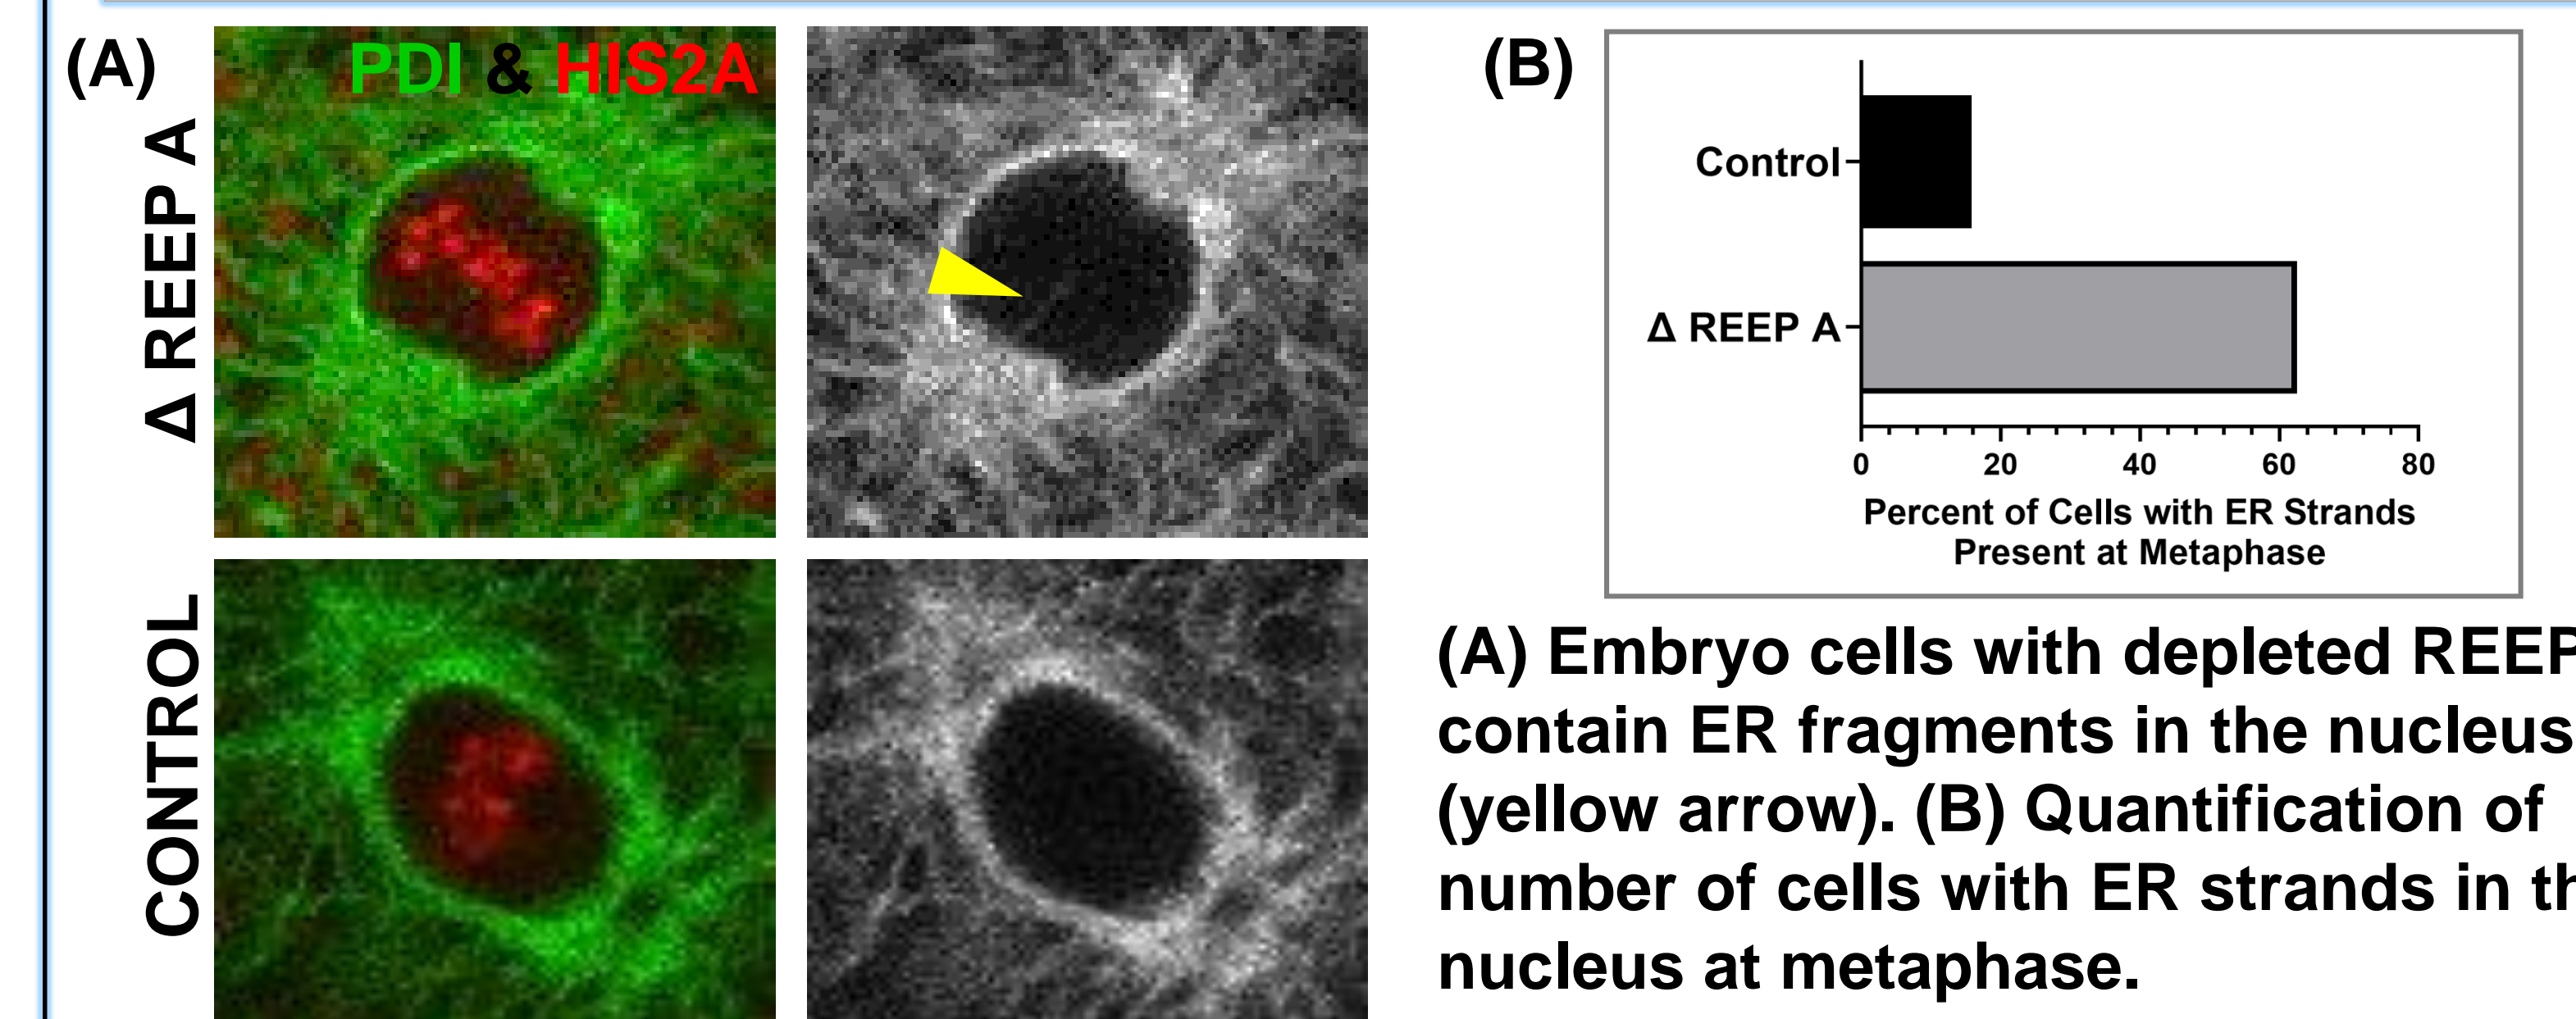 (A)
PDI & HIS2A
Δ REEP A
CONTROL
(B)
Control
Δ REEP A
0 20 40 60 80
Percent of Cells with ER Strands
Present at Metaphase
(A) Embryo cells with depleted REEP
contain ER fragments in the nucleus
(yellow arrow). (B) Quantification of
number of cells with ER strands in
nucleus at metaphase.